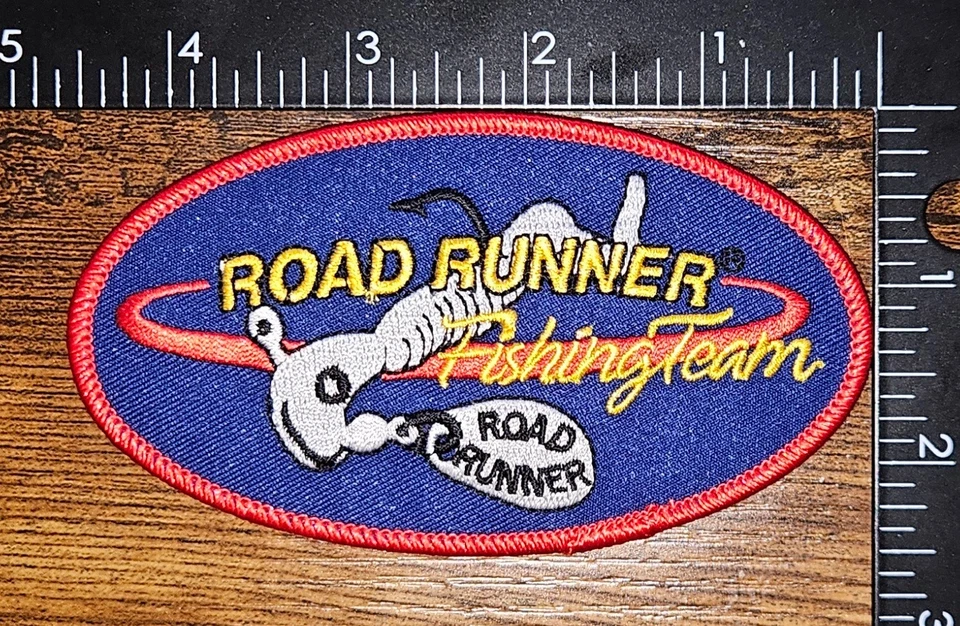 5 4 3 2 1
ROAD RUNNER®
Fishing Team
ROAD
RUNNER
1
2
3